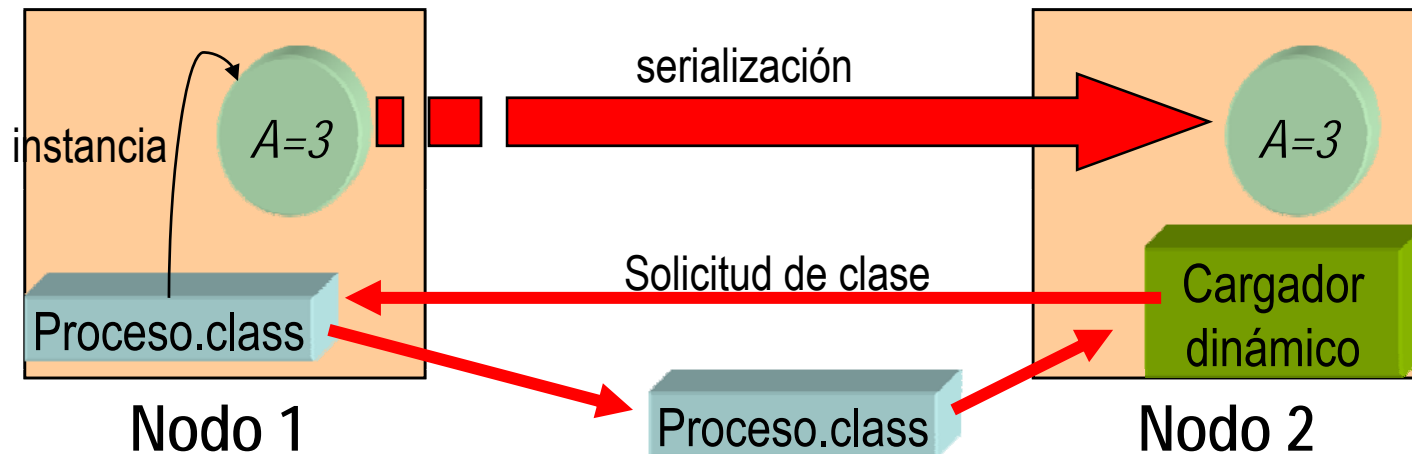 serialización
A=3
A=3
instancia
Solicitud de clase
Cargador
dinámico
Proceso.class
Proceso.class
Nodo 1
Nodo 2